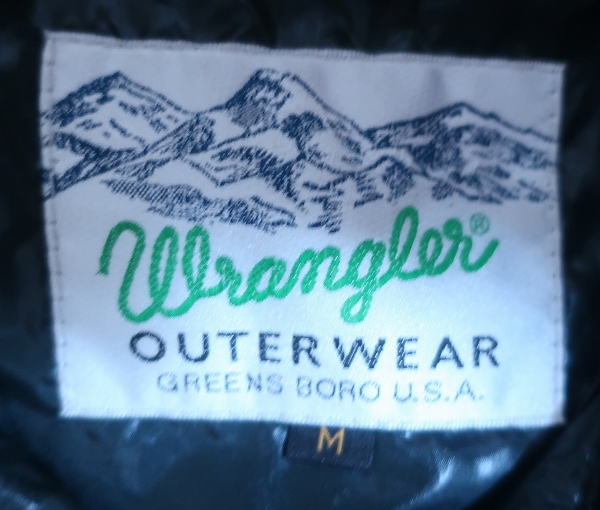 Wrangler®
OUTERWEAR
GREENS BORO U.S.A.
M